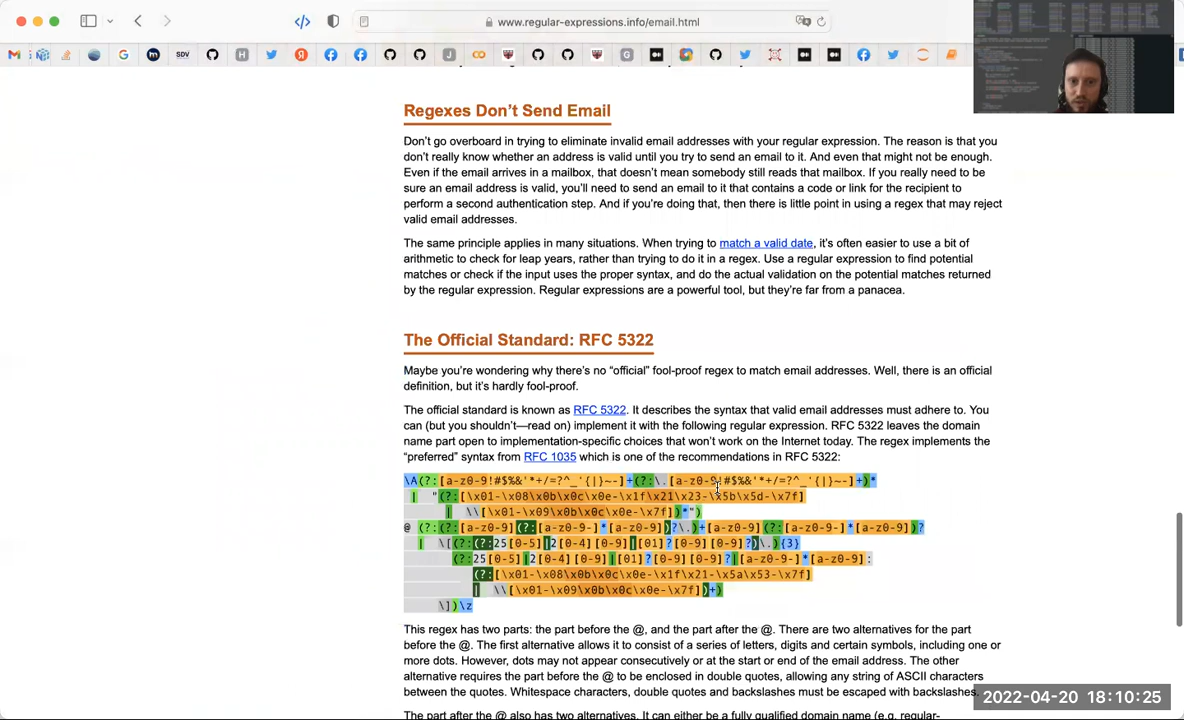 www.regular-expressions.info/email.html
SDV
Regexes Don’t Send Email
Don’t go overboard in trying to eliminate invalid email addresses with your regular expression. The reason is that you
don’t really know whether an address is valid until you try to send an email to it. And even that might not be enough.
Even if the email arrives in a mailbox, that doesn’t mean somebody still reads that mailbox. If you really need to be
sure an email address is valid, you’ll need to send an email to it that contains a code or link for the recipient to
perform a second authentication step. And if you’re doing that, then there is little point in using a regex that may reject
valid email addresses.
The same principle applies in many situations. When trying to match a valid date, it’s often easier to use a bit of
arithmetic to check for leap years, rather than trying to do it in a regex. Use a regular expression to find potential
matches or check if the input uses the proper syntax, and do the actual validation on the potential matches returned
by the regular expression. Regular expressions are a powerful tool, but they’re far from a panacea.
The Official Standard: RFC 5322
Maybe you’re wondering why there’s no “official” fool-proof regex to match email addresses. Well, there is an official
definition, but it’s hardly fool-proof.
The official standard is known as RFC 5322. It describes the syntax that valid email addresses must adhere to. You
can (but you shouldn’t—read on) implement it with the following regular expression. RFC 5322 leaves the domain
name part open to implementation-specific choices that won’t work on the Internet today. The regex implements the
“preferred” syntax from RFC 1035 which is one of the recommendations in RFC 5322:
\A(?:[a-z0-9!#$%&'*+/=?^_`{|}~-]+(?:\.[a-z0-9!#$%&'*+/=?^_`{|}~-]+)*
| "(?:[\x01-\x08\x0b\x0c\x0e-\x1f\x21\x23-\x5b\x5d-\x7f]
| \\[\x01-\x09\x0b\x0c\x0e-\x7f])*")
@ (?:(?:[a-z0-9](?:[a-z0-9-]*[a-z0-9])?\.)+[a-z0-9](?:[a-z0-9-]*[a-z0-9])?
| \[(?:(?:25[0-5]|2[0-4][0-9]|[01]?[0-9][0-9]?)\.){3}
(?:25[0-5]|2[0-4][0-9]|[01]?[0-9][0-9]?|[a-z0-9-]*[a-z0-9]:
(?:[\x01-\x08\x0b\x0c\x0e-\x1f\x21-\x5a\x53-\x7f]
| \\[\x01-\x09\x0b\x0c\x0e-\x7f])+)
\])\z
This regex has two parts: the part before the @, and the part after the @. There are two alternatives for the part
before the @. The first alternative allows it to consist of a series of letters, digits and certain symbols, including one or
more dots. However, dots may not appear consecutively or at the start or end of the email address. The other
alternative requires the part before the @ to be enclosed in double quotes, allowing any string of ASCII characters
between the quotes. Whitespace characters, double quotes and backslashes must be escaped with backslashes.
The part after the @ also has two alternatives. It can either be a fully qualified domain name (e.g. regular-
2022-04-20 18:10:25